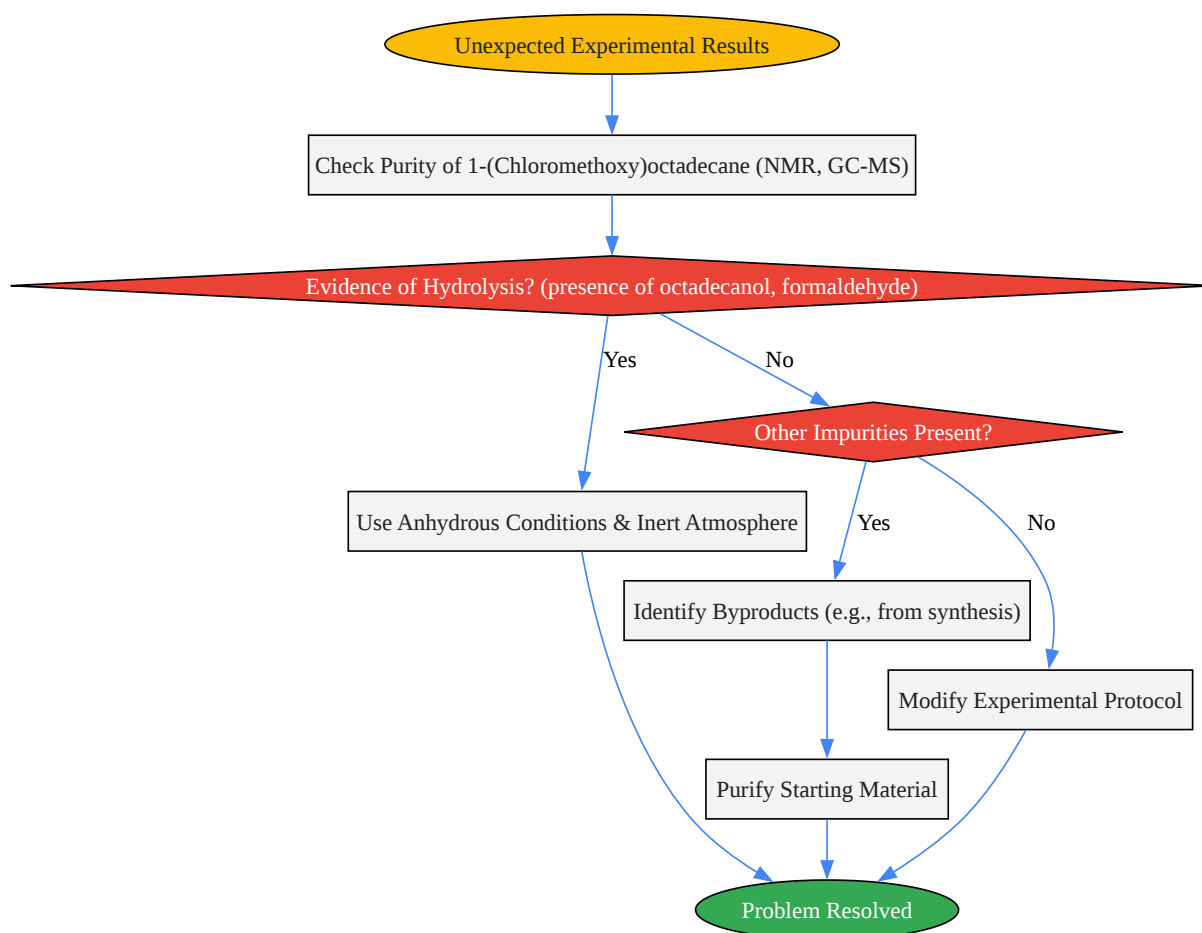 Unexpected Experimental Results
Check Purity of 1-(Chloromethoxy)octadecane (NMR, GC-MS)
Evidence of Hydrolysis? (presence of octadecanol, formaldehyde)
Yes
No
Other Impurities Present?
Use Anhydrous Conditions & Inert Atmosphere
Yes
No
Identify Byproducts (e.g., from synthesis)
Modify Experimental Protocol
Purify Starting Material
Problem Resolved